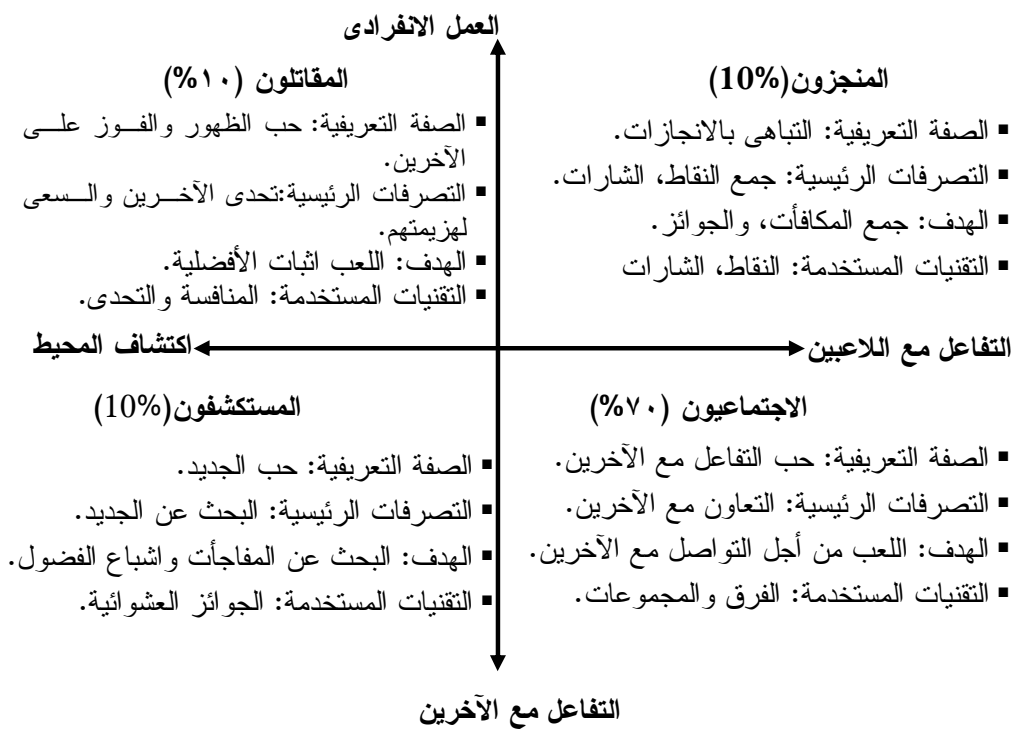 العمل الانفرادى
المنجزون(10%)
▪ الصفة التعريفية: التباهى بالانجازات.
▪ التصرفات الرئيسية: جمع النقاط، الشارات.
▪ الهدف: جمع المكافأت، والجوائز.
▪ التقنيات المستخدمة: النقاط، الشارات
المقاتلون (١٠%)
▪ الصفة التعريفية: حب الظهور والفوز على
الآخرين.
▪ التصرفات الرئيسية:تحدى الآخرين والسعى
لهزيمتهم.
▪ الهدف: اللعب اثبات الأفضلية.
▪ التقنيات المستخدمة: المنافسة والتحدى.
التفاعل مع اللاعبين
اكتشاف المحيط
الاجتماعيون (٧٠%)
▪ الصفة التعريفية: حب التفاعل مع الآخرين.
▪ التصرفات الرئيسية: التعاون مع الآخرين.
▪ الهدف: اللعب من أجل التواصل مع الآخرين.
▪ التقنيات المستخدمة: الفرق والمجموعات.
المستكشفون(10%)
▪ الصفة التعريفية: حب الجديد.
▪ التصرفات الرئيسية: البحث عن الجديد.
▪ الهدف: البحث عن المفاجأت واشباع الفضول.
▪ التقنيات المستخدمة: الجوائز العشوائية.
التفاعل مع الآخرين